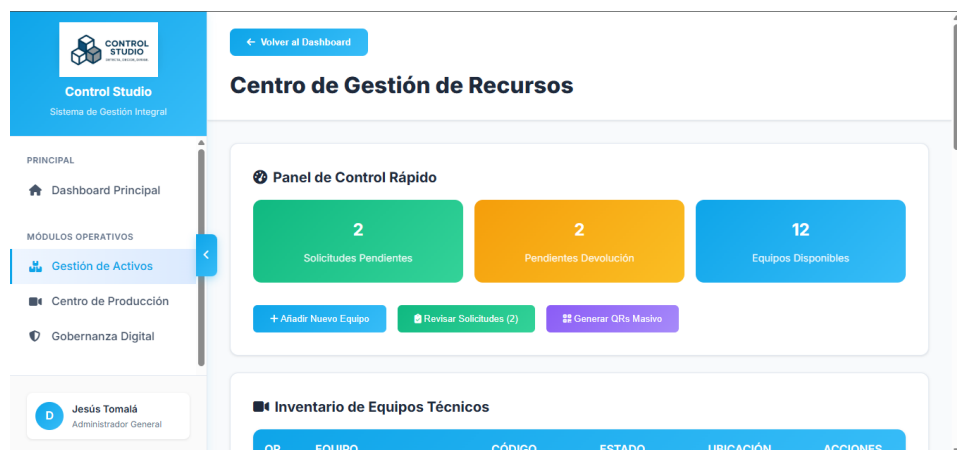 CONTROL
STUDIO
Control Studio
Sistema de Gestión Integral
PRINCIPAL
Dashboard Principal
MÓDULOS OPERATIVOS
Gestión de Activos
Centro de Producción
Gobernanza Digital
D
Jesús Tomalá
Administrador General
← Volver al Dashboard
Centro de Gestión de Recursos
Panel de Control Rápido
2
Solicitudes Pendientes
2
Pendientes Devolución
12
Equipos Disponibles
+ Añadir Nuevo Equipo
Revisar Solicitudes (2)
Generar QRs Masivo
Inventario de Equipos Técnicos
QR EQUIPO CÓDIGO ESTADO UBICACIÓN ACCIONES